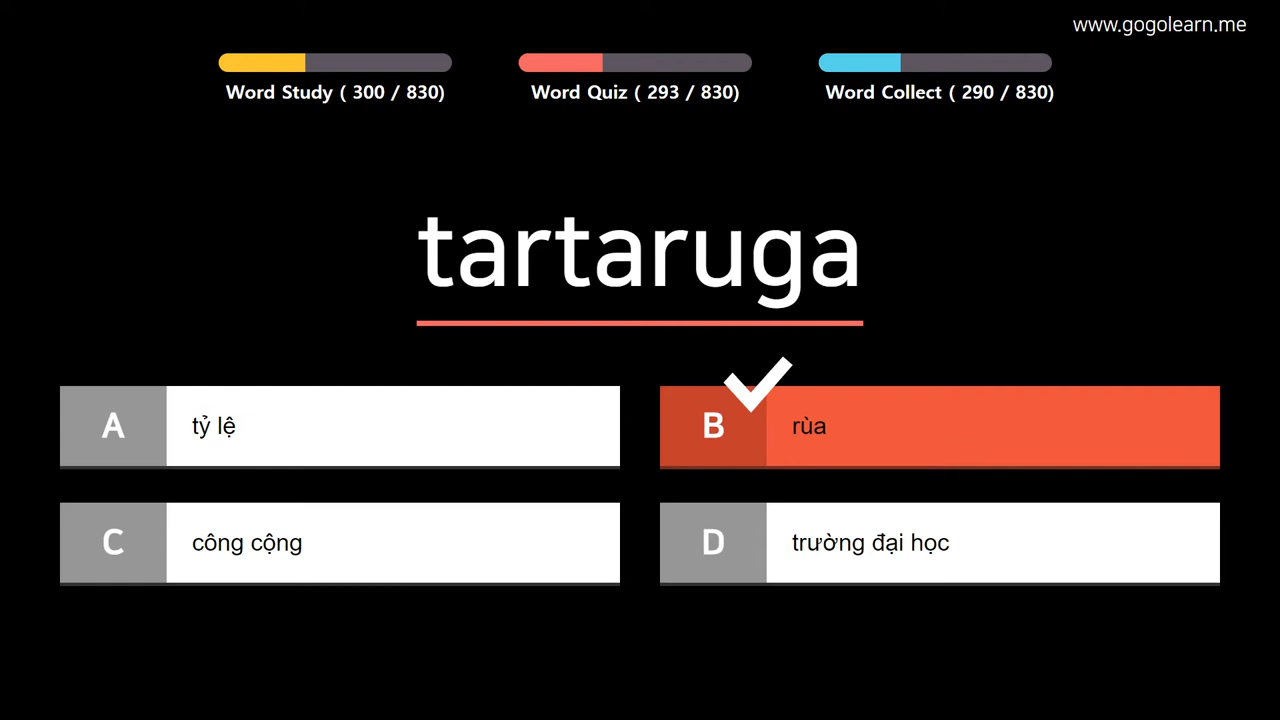 www.gogolearn.me
Word Study ( 300 / 830)
Word Quiz ( 293 / 830)
Word Collect ( 290 / 830)
tartaruga
A tỷ lệ
B rùa
C công cộng
D trường đại học